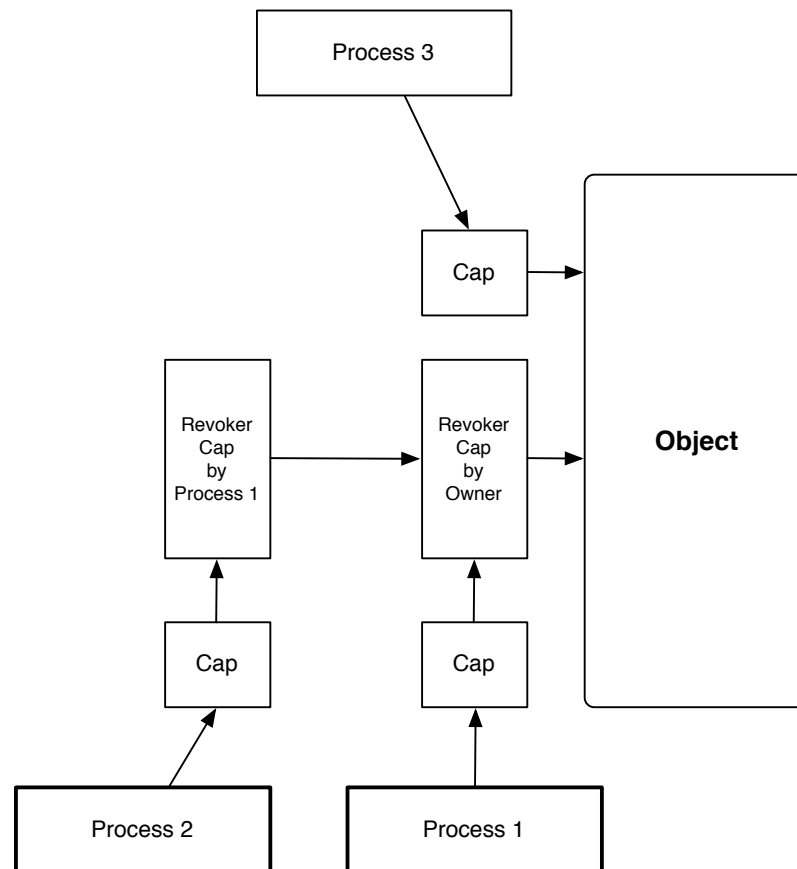 Process 3
Cap
Revoker
Cap
by
Process 1
Revoker
Cap
by
Owner
Object
Cap
Cap
Process 2
Process 1